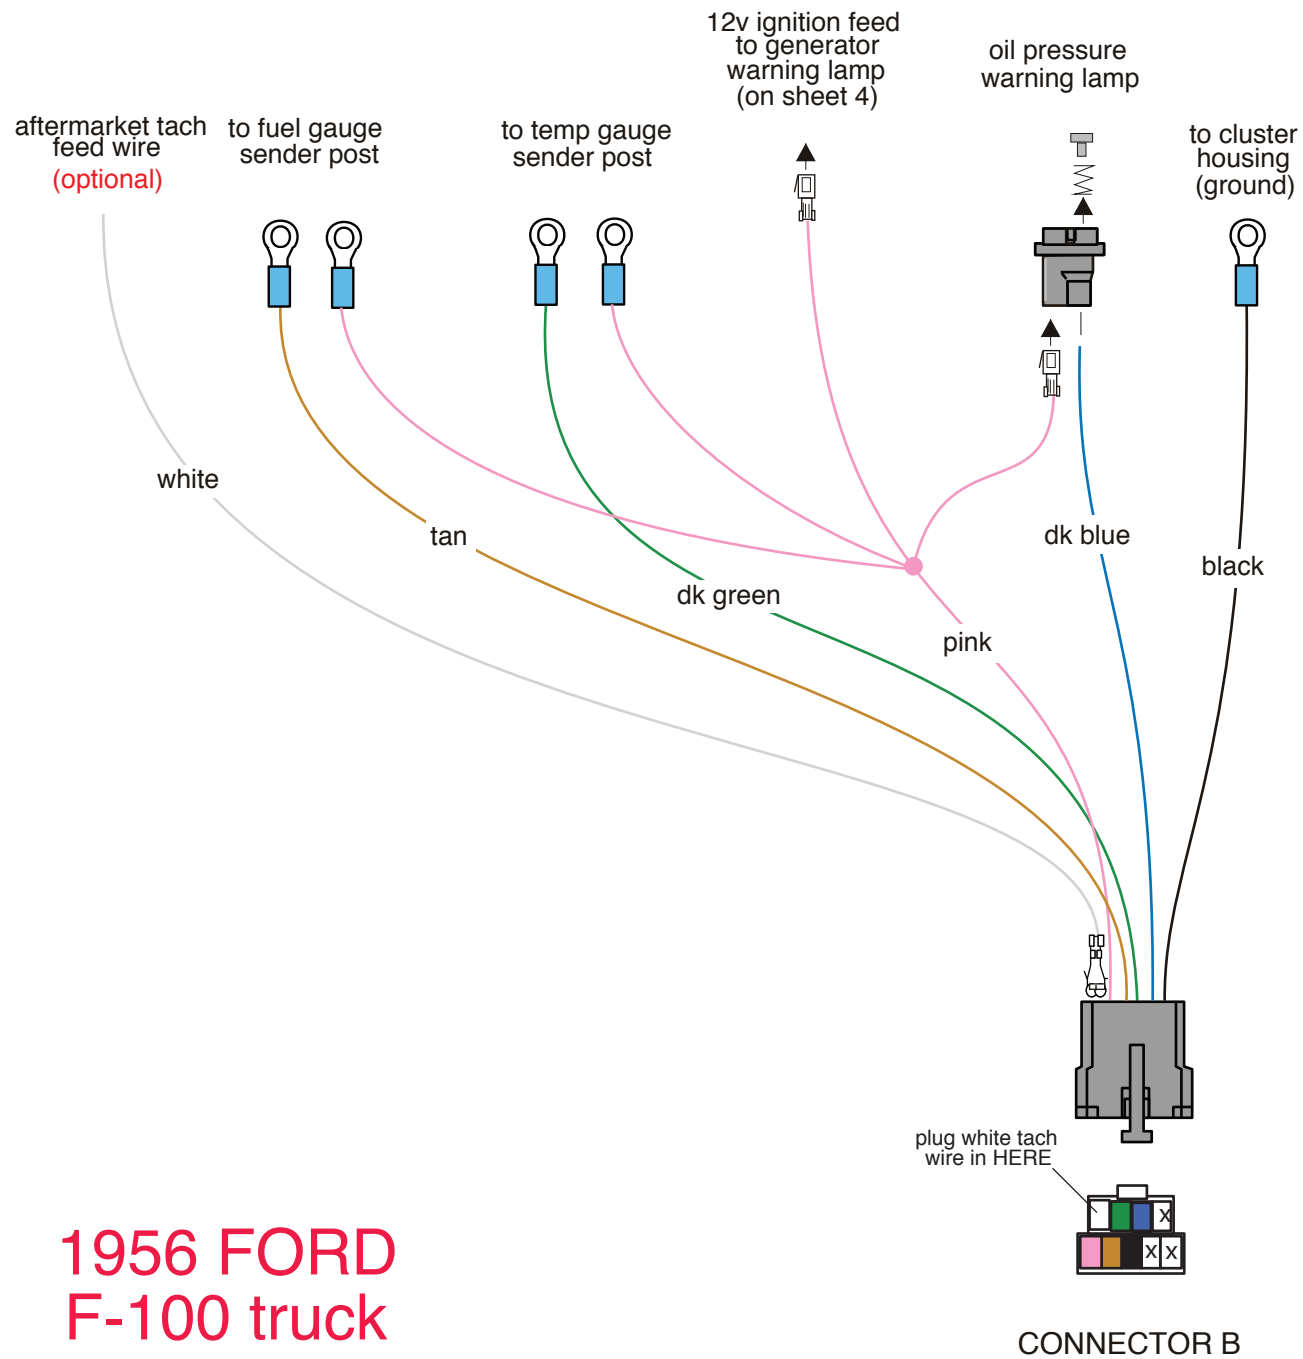 12v ignition feed
to generator
warning lamp
(on sheet 4)
oil pressure
warning lamp
aftermarket tach
feed wire
(optional)
to fuel gauge
sender post
to temp gauge
sender post
to cluster
housing
(ground)
white
tan
dk green
pink
dk blue
black
plug white tach
wire in HERE
X
X X
1956 FORD
F-100 truck
CONNECTOR B